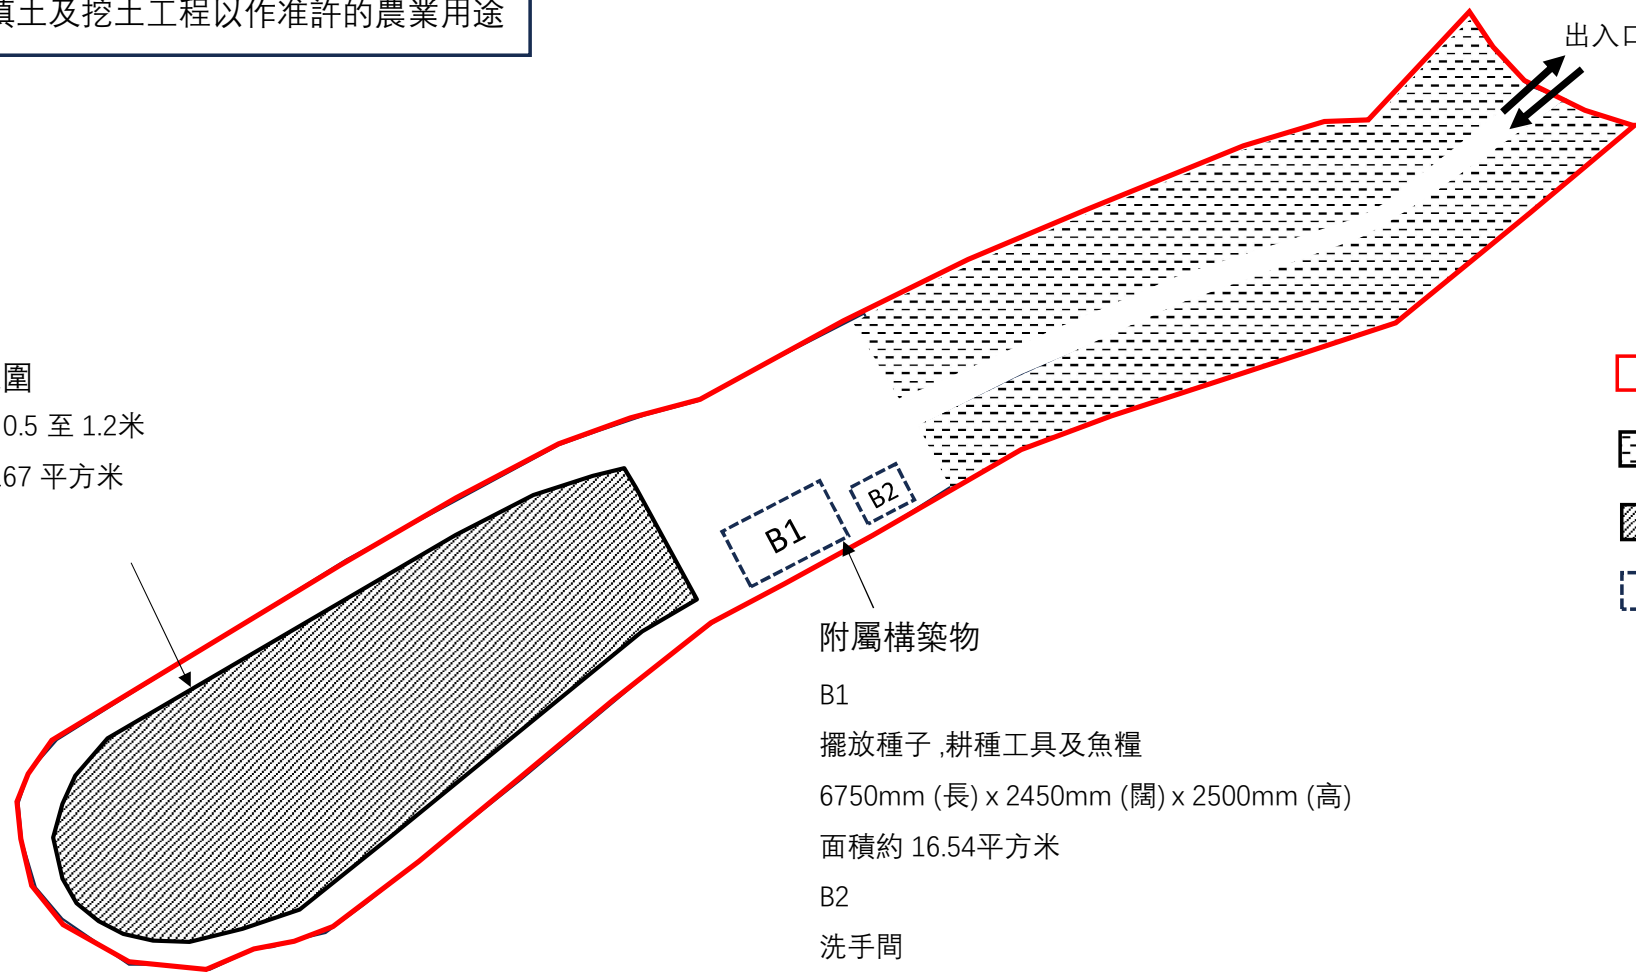 填土及挖土工程以作准許的農業用途
出入口
圍
0.5 至 1.2米
67 平方米
B1
B2
附屬構築物
B1
擺放種子 ,耕種工具及魚糧
6750mm (長) x 2450mm (闊) x 2500mm (高)
面積約 16.54平方米
B2
洗手間